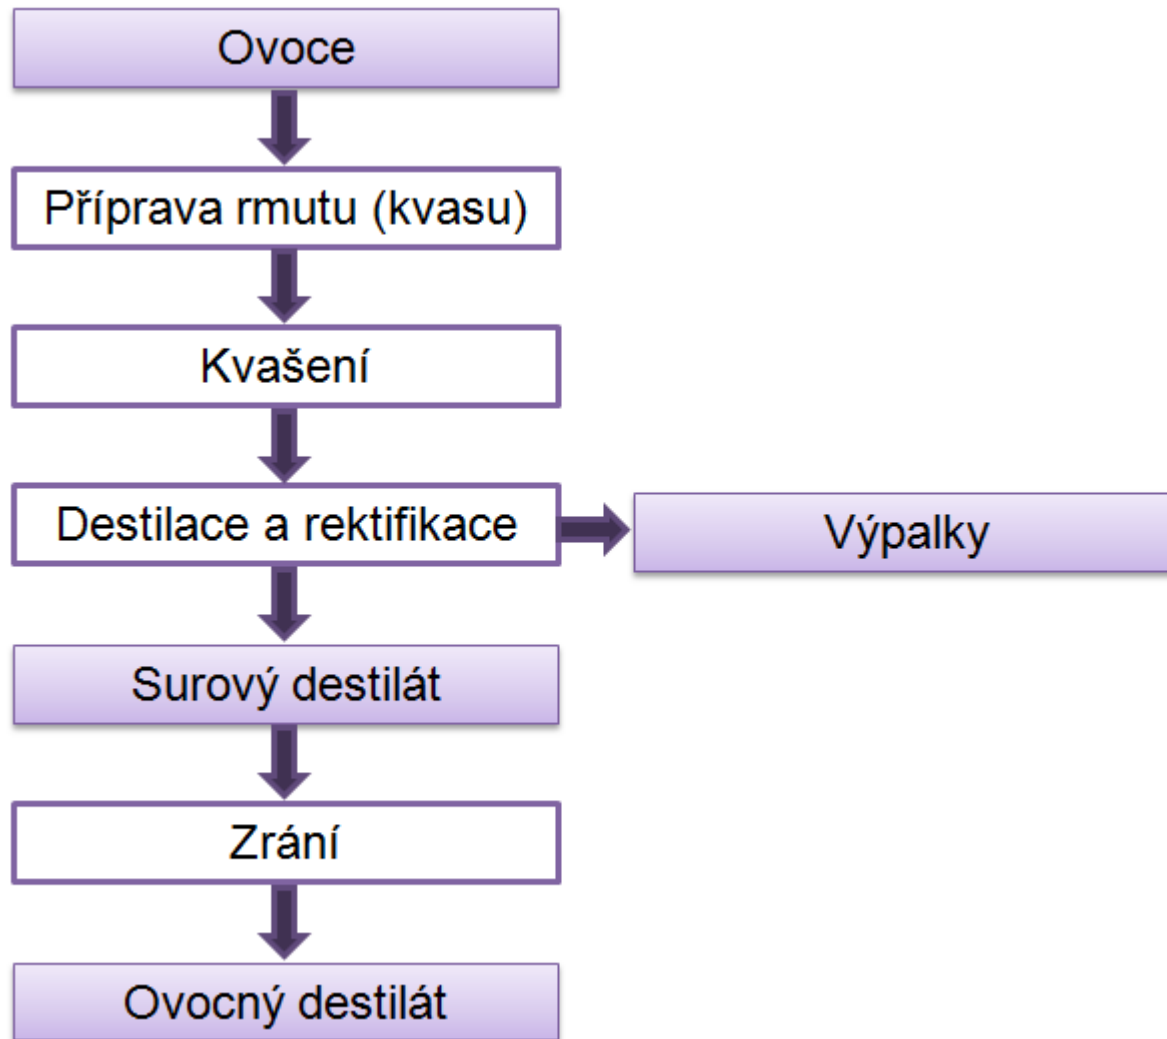 Ovoce
Příprava rmutu (kvasu)
Kvašení
Destilace a rektifikace
Výpalky
Surový destilát
Zrání
Ovocný destilát